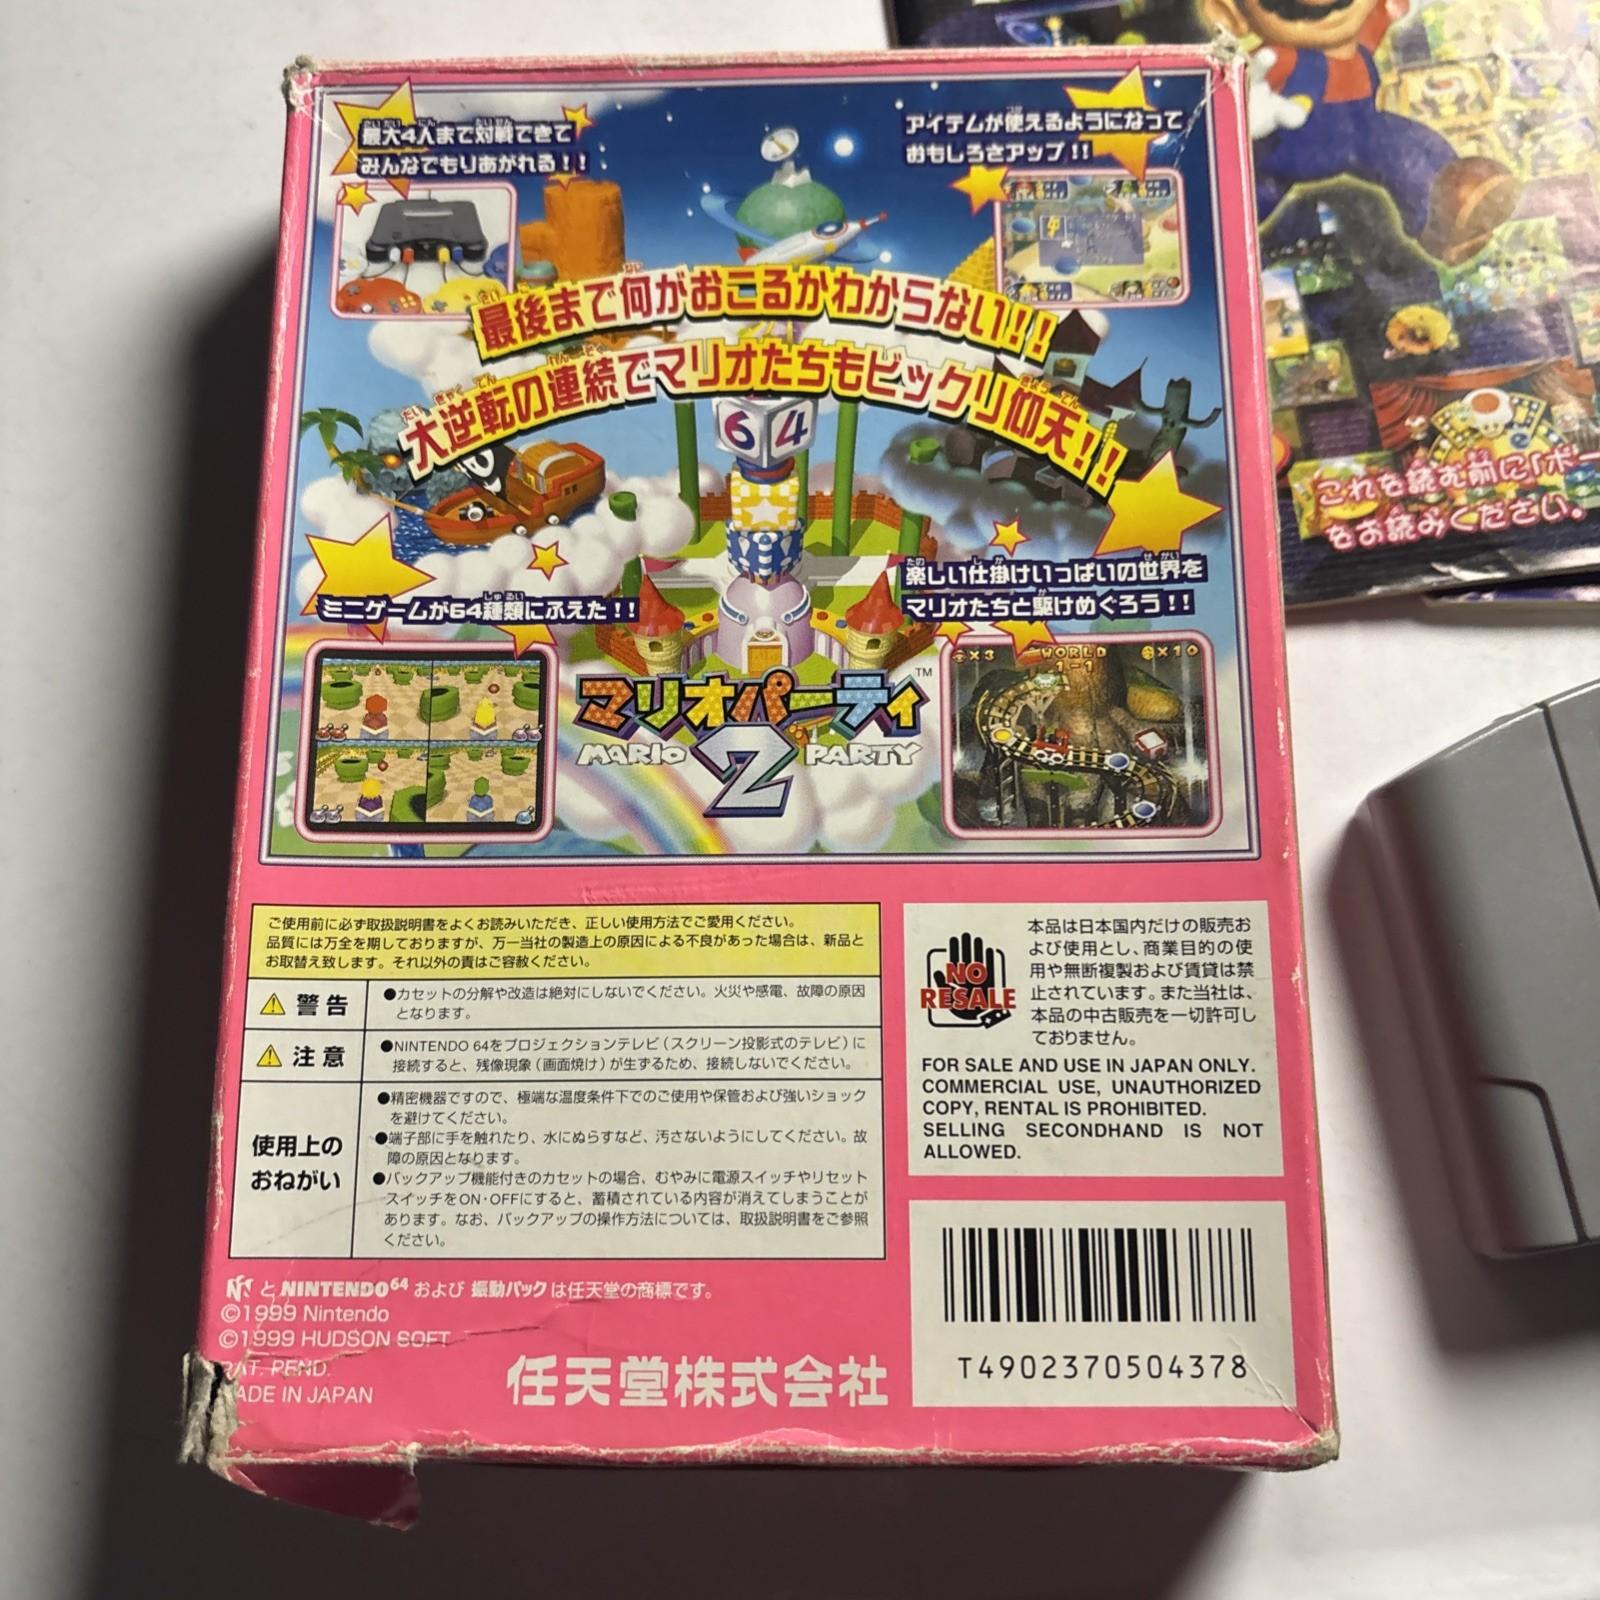 最大4人まで対戦できて
みんなでもりあがれる!!
アイテムが使えるようになって
おもしろさアップ!!
最後まで何がおこるかわからない!!
大逆転の連続でマリオたちもビックリ仰天!!
64
ミニゲームが64種類にふえた!!
楽しい仕掛けいっぱいの世界を
マリオたちと駆けめぐろう!!
×3 WORLD ×10
1-1
マリオパーティ™
MARIO PARTY
2
ご使用前に必ず取扱説明書をよくお読みいただき、正しい使用方法でご愛用ください。
品質には万全を期しておりますが、万一当社の製造上の原因による不良があった場合は、新品と
お取替え致します。それ以外の責はご容赦ください。
警告
●カセットの分解や改造は絶対にしないでください。火災や感電、故障の原因
となります。
注意
●NINTENDO 64をプロジェクションテレビ(スクリーン投影式のテレビ)に
接続すると、残像現象(画面焼け)が生ずるため、接続しないでください。
使用上の
おねがい
●精密機器ですので、極端な温度条件下でのご使用や保管および強いショック
を避けてください。
●端子部に手を触れたり、水にぬらすなど、汚さないようにしてください。故
障の原因となります。
●バックアップ機能付きのカセットの場合、むやみに電源スイッチやリセット
スイッチをON・OFFにすると、蓄積されている内容が消えてしまうことが
あります。なお、バックアップの操作方法については、取扱説明書をご参照
ください。
NO
RESALE
本品は日本国内だけの販売お
よび使用とし、商業目的の使
用や無断複製および賃貸は禁
止されています。また当社は、
本品の中古販売を一切許可し
ておりません。
FOR SALE AND USE IN JAPAN ONLY.
COMMERCIAL USE, UNAUTHORIZED
COPY, RENTAL IS PROHIBITED.
SELLING SECONDHAND IS NOT
ALLOWED.
と NINTENDO64 および 振動パック は任天堂の商標です。
©1999 Nintendo
©1999 HUDSON SOFT
PAT. PEND.
MADE IN JAPAN
任天堂株式会社
T4902370504378
これを読む前に「ボー
をお読みください。